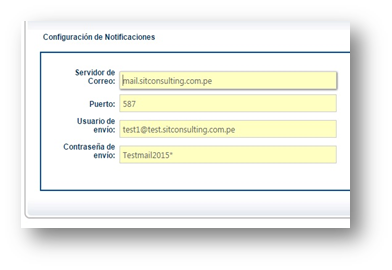 Configuración de Notificaciones
Servidor de
Correo:
mail.sitconsulting.com.pe
Puerto:
587
Usuario de
envío:
test1@test.sitconsulting.com.pe
Contraseña de
envío:
Testmail2015*